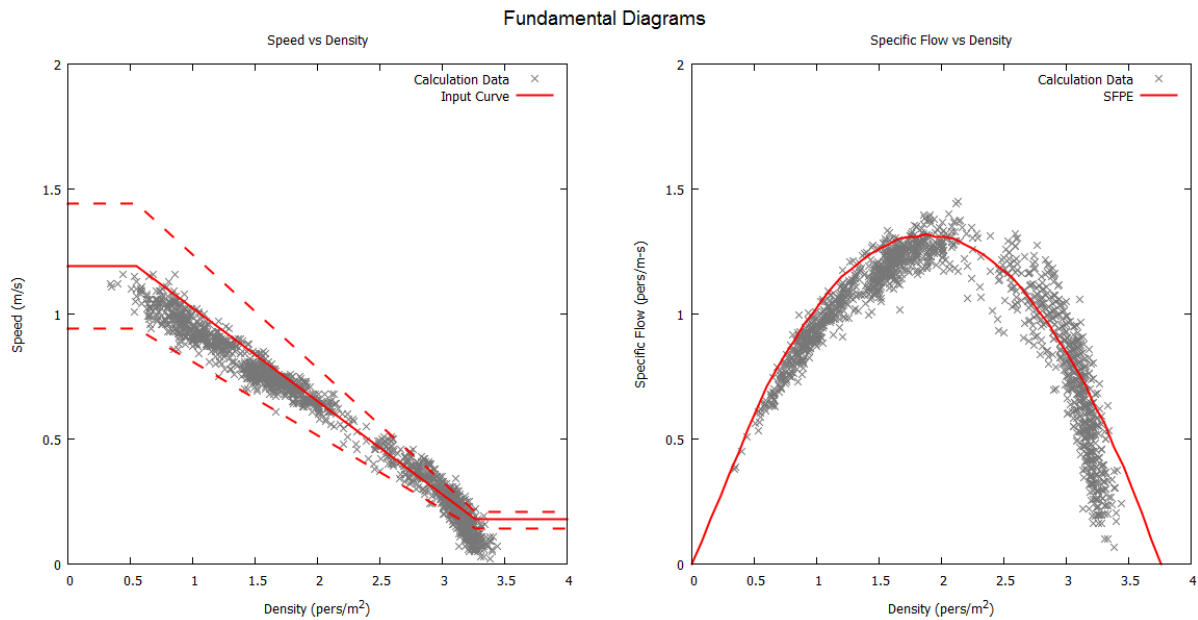 Fundamental Diagrams
Speed vs Density
2
1.5
1
0.5
0
Speed (m/s)
Calculation Data
Input Curve
0 0.5 1 1.5 2 2.5 3 3.5 4
Density (pers/m²)
Specific Flow vs Density
2
1.5
1
0.5
0
Specific Flow (pers/m-s)
Calculation Data
SFPE
0 0.5 1 1.5 2 2.5 3 3.5 4
Density (pers/m²)